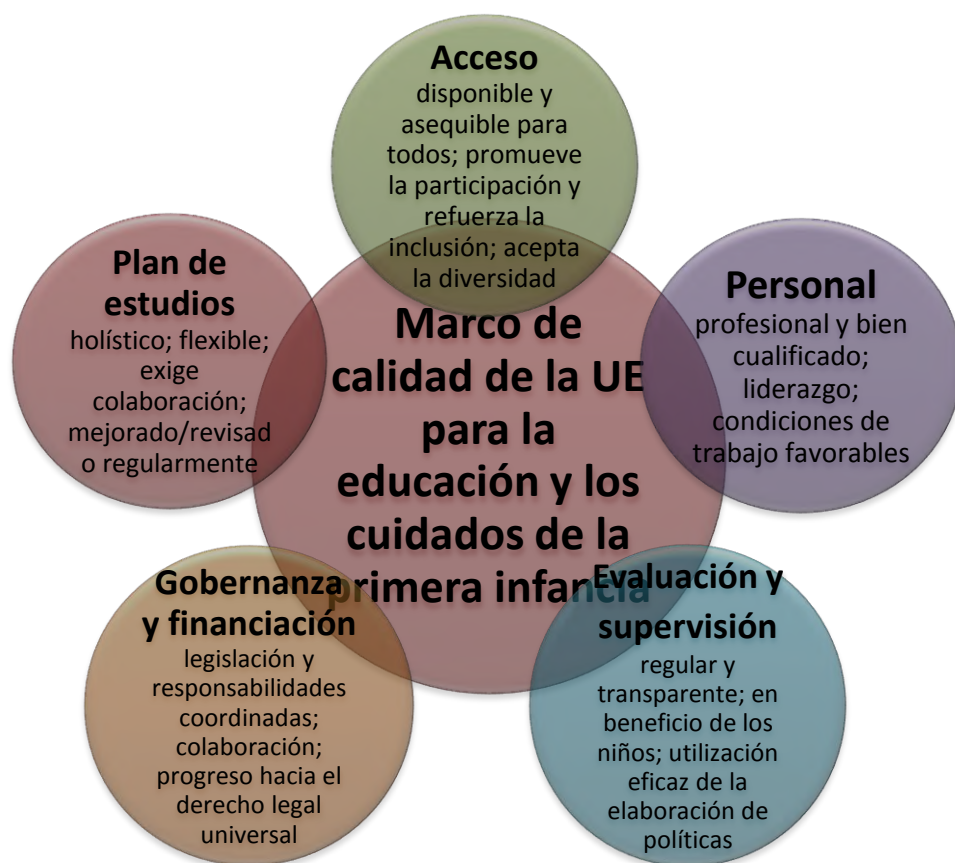 Acceso
disponible y
asequible para
todos; promueve
la participación y
refuerza la
inclusión; acepta
la diversidad
Plan de
estudios
holístico; flexible;
exige
colaboración;
mejorado/revisad
o regularmente
Marco de
calidad de la UE
para la
educación y los
cuidados de la
primera infancia
Personal
profesional y bien
cualificado;
liderazgo;
condiciones de
trabajo favorables
Gobernanza
y financiación
legislación y
responsabilidades
coordinadas;
colaboración;
progreso hacia el
derecho legal
universal
Evaluación y
supervisión
regular y
transparente; en
beneficio de los
niños; utilización
eficaz de la
elaboración de
políticas